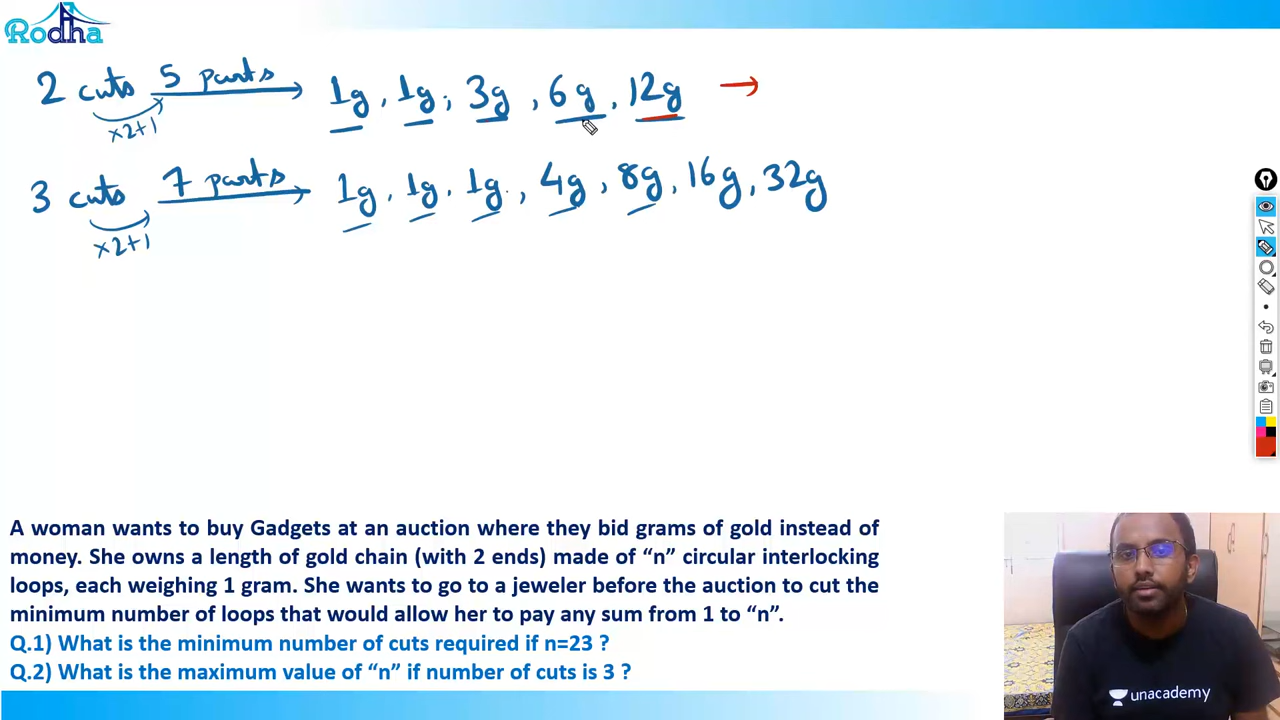 Rodha
2 cuts 5 parts → 1g, 1g, 3g, 6g, 12g →
×2+1
3 cuts 7 parts → 1g, 1g, 1g, 4g, 8g, 16g, 32g
×2+1
A woman wants to buy Gadgets at an auction where they bid grams of gold instead of
money. She owns a length of gold chain (with 2 ends) made of “n” circular interlocking
loops, each weighing 1 gram. She wants to go to a jeweler before the auction to cut the
minimum number of loops that would allow her to pay any sum from 1 to “n”.
Q.1) What is the minimum number of cuts required if n=23 ?
Q.2) What is the maximum value of “n” if number of cuts is 3 ?
unacademy